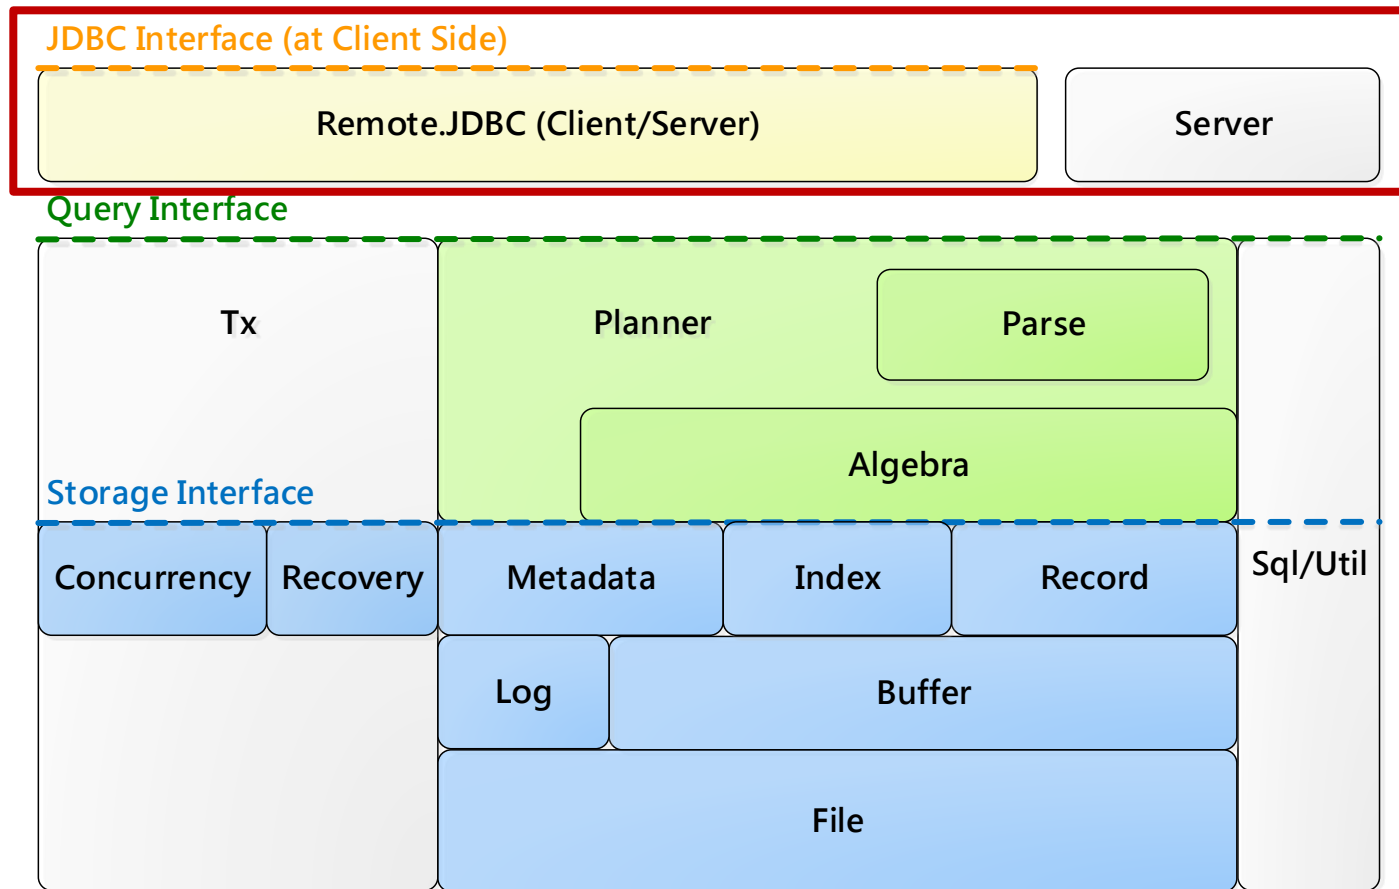 JDBC Interface (at Client Side)
Remote.JDBC (Client/Server)
Server
Query Interface
Tx
Planner
Parse
Algebra
Storage Interface
Concurrency
Recovery
Metadata
Index
Record
Sql/Util
Log
Buffer
File